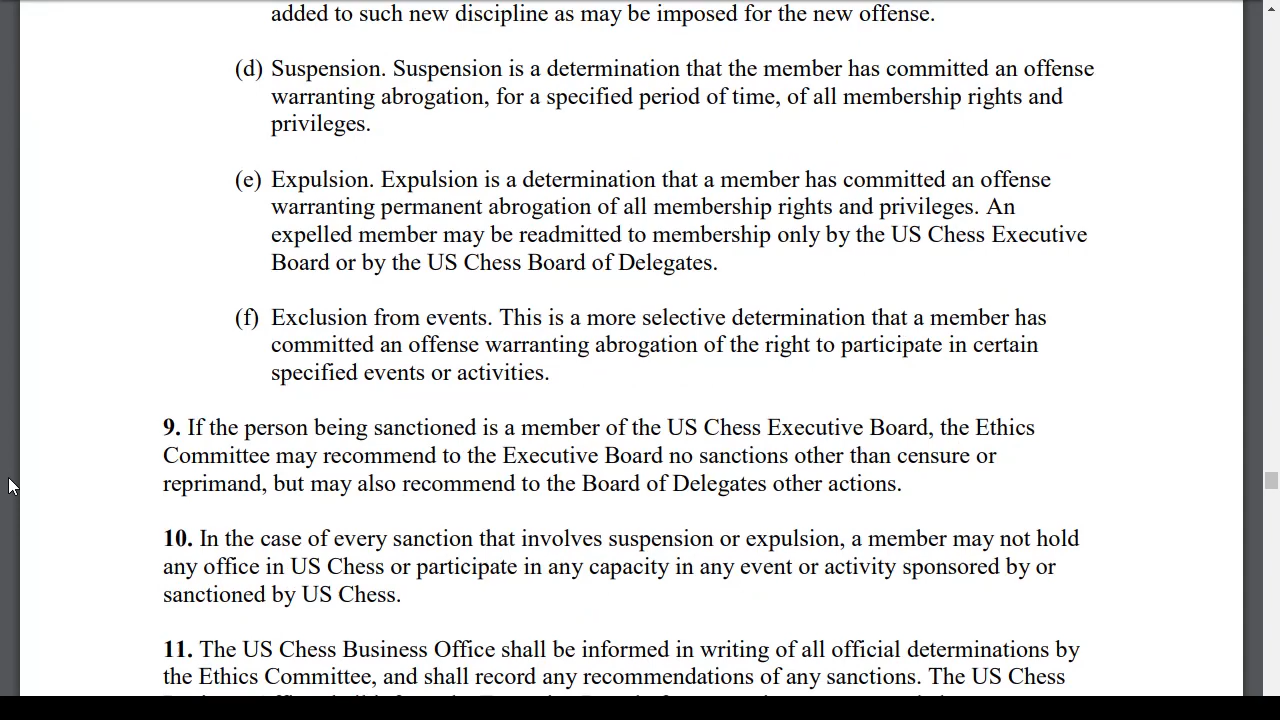 added to such new discipline as may be imposed for the new offense.
(d) Suspension. Suspension is a determination that the member has committed an offense
warranting abrogation, for a specified period of time, of all membership rights and
privileges.
(e) Expulsion. Expulsion is a determination that a member has committed an offense
warranting permanent abrogation of all membership rights and privileges. An
expelled member may be readmitted to membership only by the US Chess Executive
Board or by the US Chess Board of Delegates.
(f) Exclusion from events. This is a more selective determination that a member has
committed an offense warranting abrogation of the right to participate in certain
specified events or activities.
9. If the person being sanctioned is a member of the US Chess Executive Board, the Ethics
Committee may recommend to the Executive Board no sanctions other than censure or
reprimand, but may also recommend to the Board of Delegates other actions.
10. In the case of every sanction that involves suspension or expulsion, a member may not hold
any office in US Chess or participate in any capacity in any event or activity sponsored by or
sanctioned by US Chess.
11. The US Chess Business Office shall be informed in writing of all official determinations by
the Ethics Committee, and shall record any recommendations of any sanctions. The US Chess